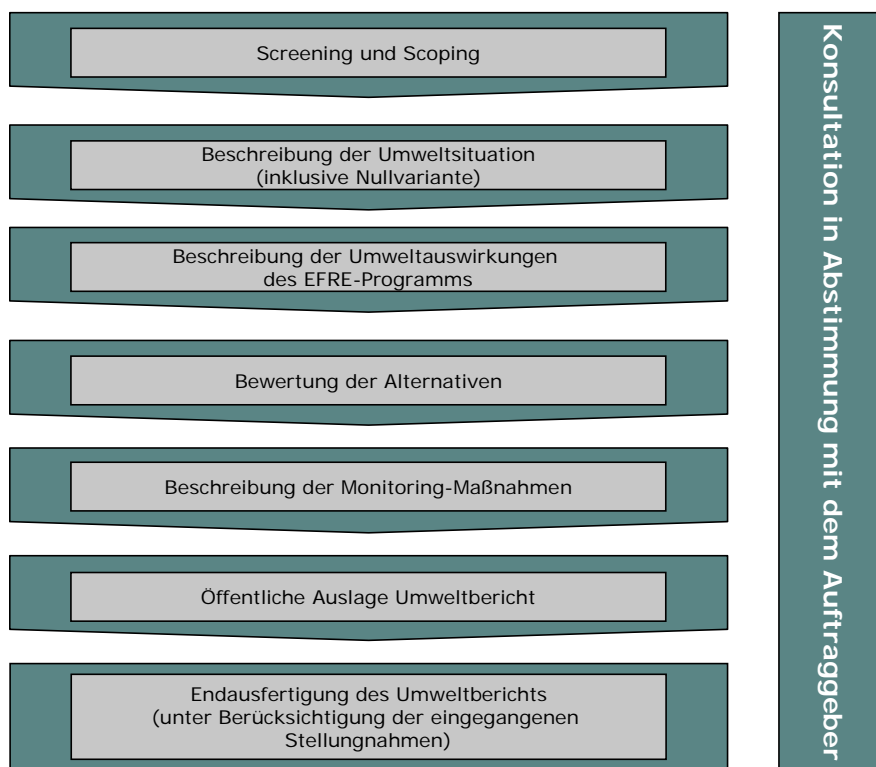 Screening und Scoping
Beschreibung der Umweltsituation
(inklusive Nullvariante)
Beschreibung der Umweltauswirkungen
des EFRE-Programms
Bewertung der Alternativen
Beschreibung der Monitoring-Maßnahmen
Öffentliche Auslage Umweltbericht
Endausfertigung des Umweltberichts
(unter Berücksichtigung der eingegangenen
Stellungnahmen)
Konsultation in Abstimmung mit dem Auftraggeber